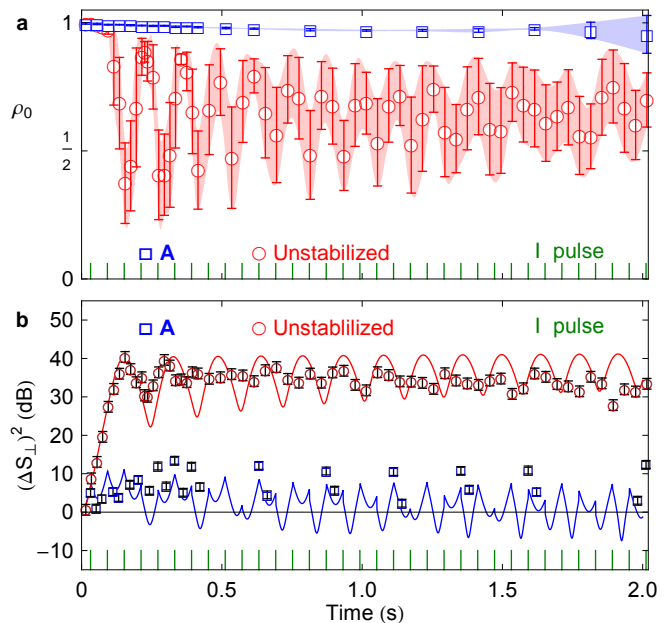 a
1
ρ0
1
2
0
A
Unstabilized
pulse
b
50
40
30
20
10
0
−10
(ΔS⊥)² (dB)
A
Unstablilized
pulse
0
0.5
1.0
1.5
2.0
Time (s)